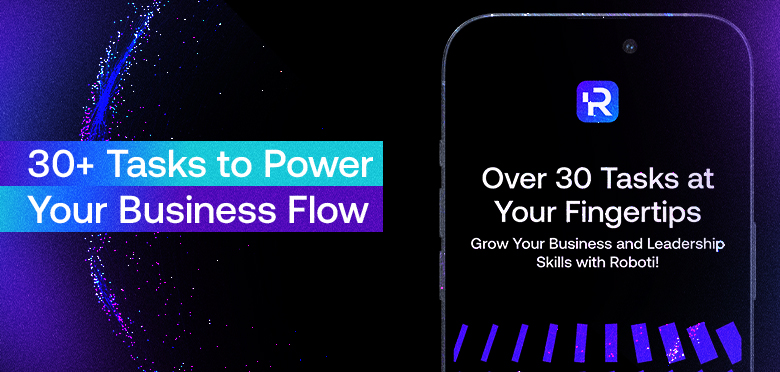 30+ Tasks to Power
Your Business Flow
R
Over 30 Tasks at
Your Fingertips
Grow Your Business and Leadership
Skills with Roboti!